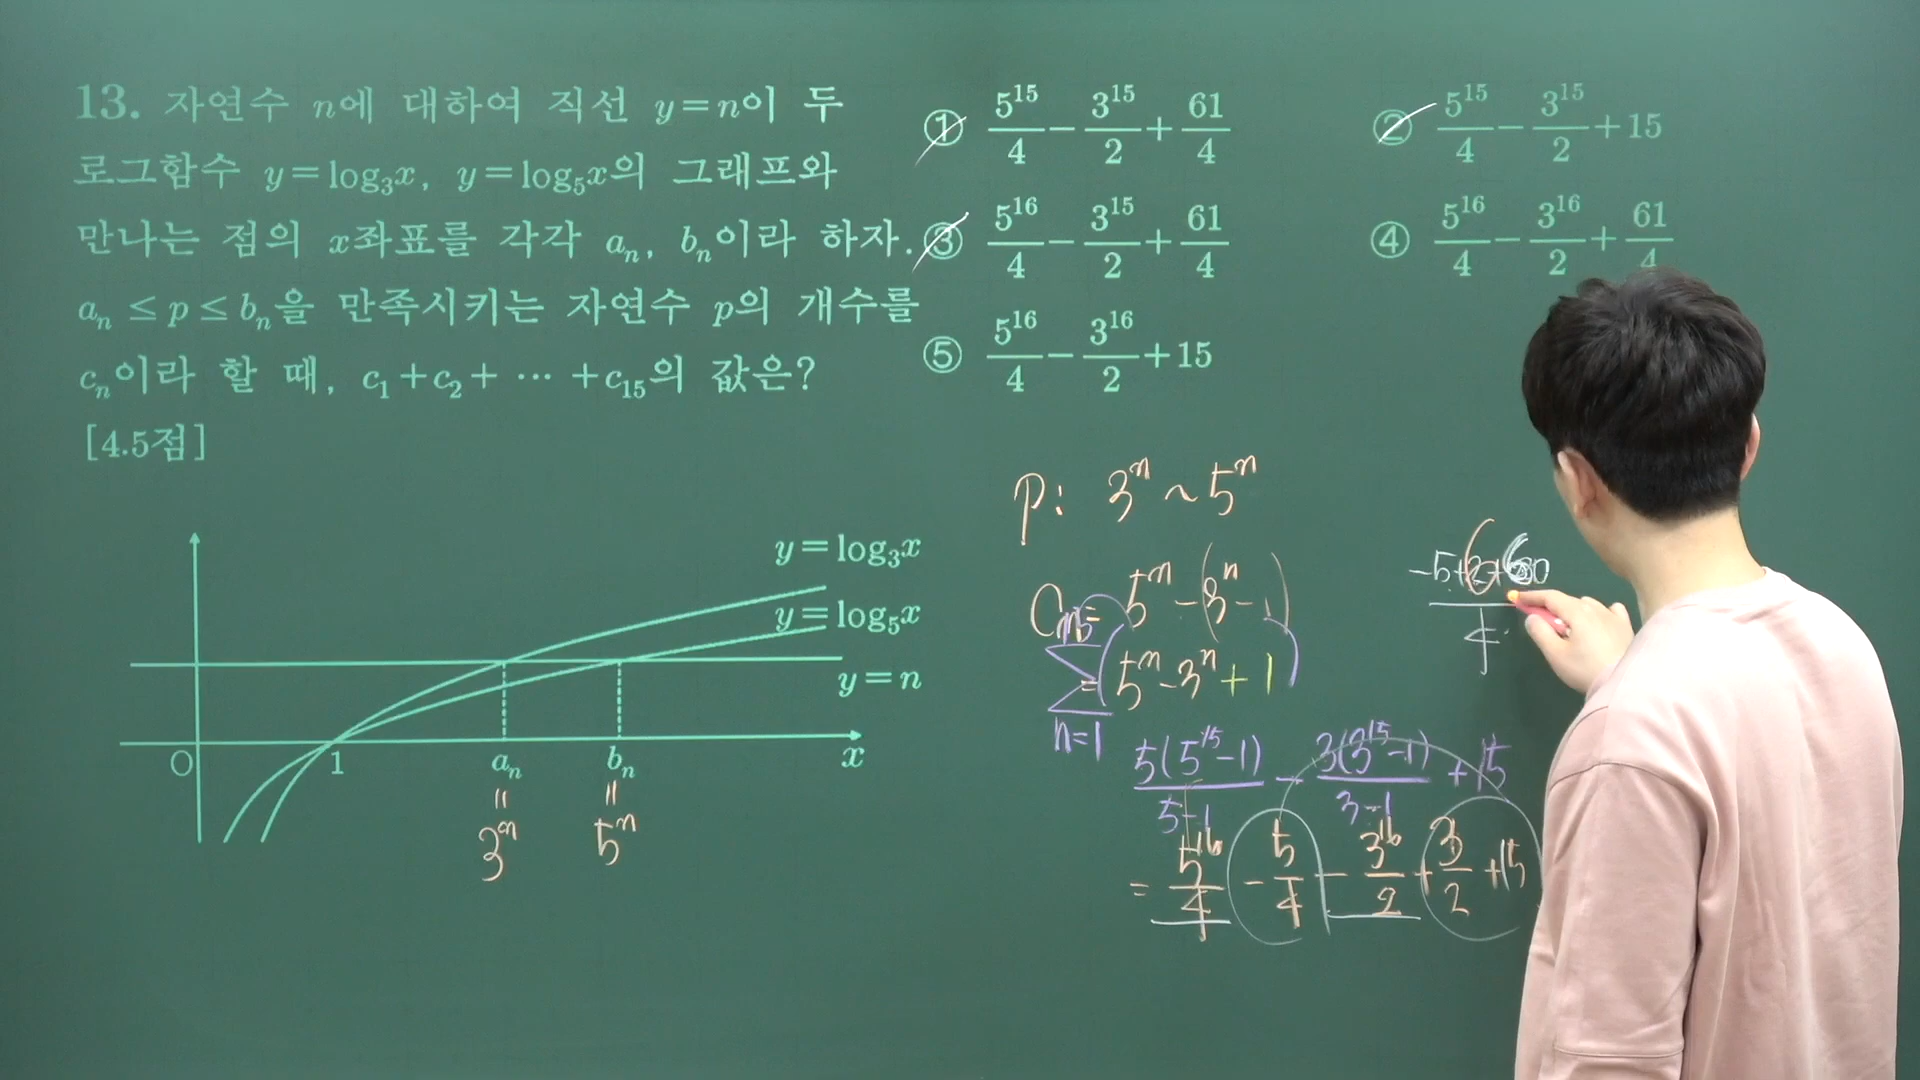 13. 자연수 n에 대하여 직선 y=n이 두
로그함수 y=log₃x, y=log₅x의 그래프와
만나는 점의 x좌표를 각각 aₙ, bₙ이라 하자.
aₙ ≤ p ≤ bₙ을 만족시키는 자연수 p의 개수를
cₙ이라 할 때, c₁+c₂+ ⋯ +c₁₅의 값은?
[4.5점]
① 5¹⁵/4 − 3¹⁵/2 + 61/4
② 5¹⁵/4 − 3¹⁵/2 + 15
③ 5¹⁶/4 − 3¹⁵/2 + 61/4
④ 5¹⁶/4 − 3¹⁶/2 + 61/4
⑤ 5¹⁶/4 − 3¹⁶/2 + 15
y=log₃x
y=log₅x
y=n
O 1 aₙ bₙ x
= =
3ⁿ 5ⁿ
p: 3ⁿ ~ 5ⁿ
Cₙ= 5ⁿ−(3ⁿ−1)
15
Σ (= 5ⁿ−3ⁿ+1)
n=1
5(5¹⁵−1)/5−1 − 3(3¹⁵−1)/3−1 +15
= 5¹⁶/4 − 5/4 − 3¹⁶/2 + 3/2 +15
−5+6+60/4